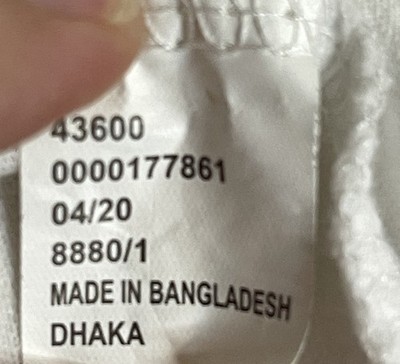 43600
0000177861
04/20
8880/1
MADE IN BANGLADESH
DHAKA